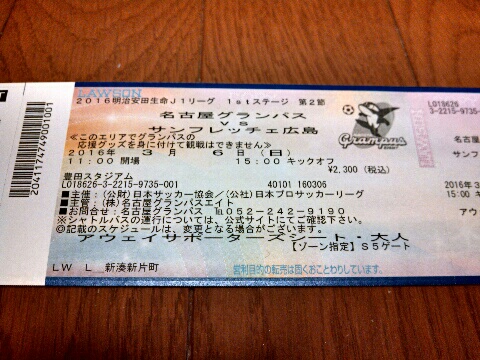 LAWSON
2016明治安田生命J1リーグ 1stステージ 第2節
名古屋グランパス
VS
サンフレッチェ広島
≪このエリアでグランパスの
応援グッズを身に付けて観戦はできません≫
2016年 3月 6日(日)
11:00 開場 15:00 キックオフ
¥2,300 (税込)
豊田スタジアム
L018626-3-2215-9735-001 40101 160306
■主催:(公財)日本サッカー協会/(公社)日本プロサッカーリーグ
■主管:(株)名古屋グランパスエイト
■お問合せ:名古屋グランパス ℡052-242-9190
※シャトルバスの運行については、公式サイトにてご確認下さい。
◎記載のスケジュールは、変更となる場合がございます。
アウェイサポーターズシート・大人
【ゾーン指定】S5ゲート
LW L 新湊新片町
営利目的の転売は固くおことわりしています。
2041174749001001
Grampus
LAWSON
L018626
3-2215-973
名古
サンフ
2016年
15:00 キ
アウ